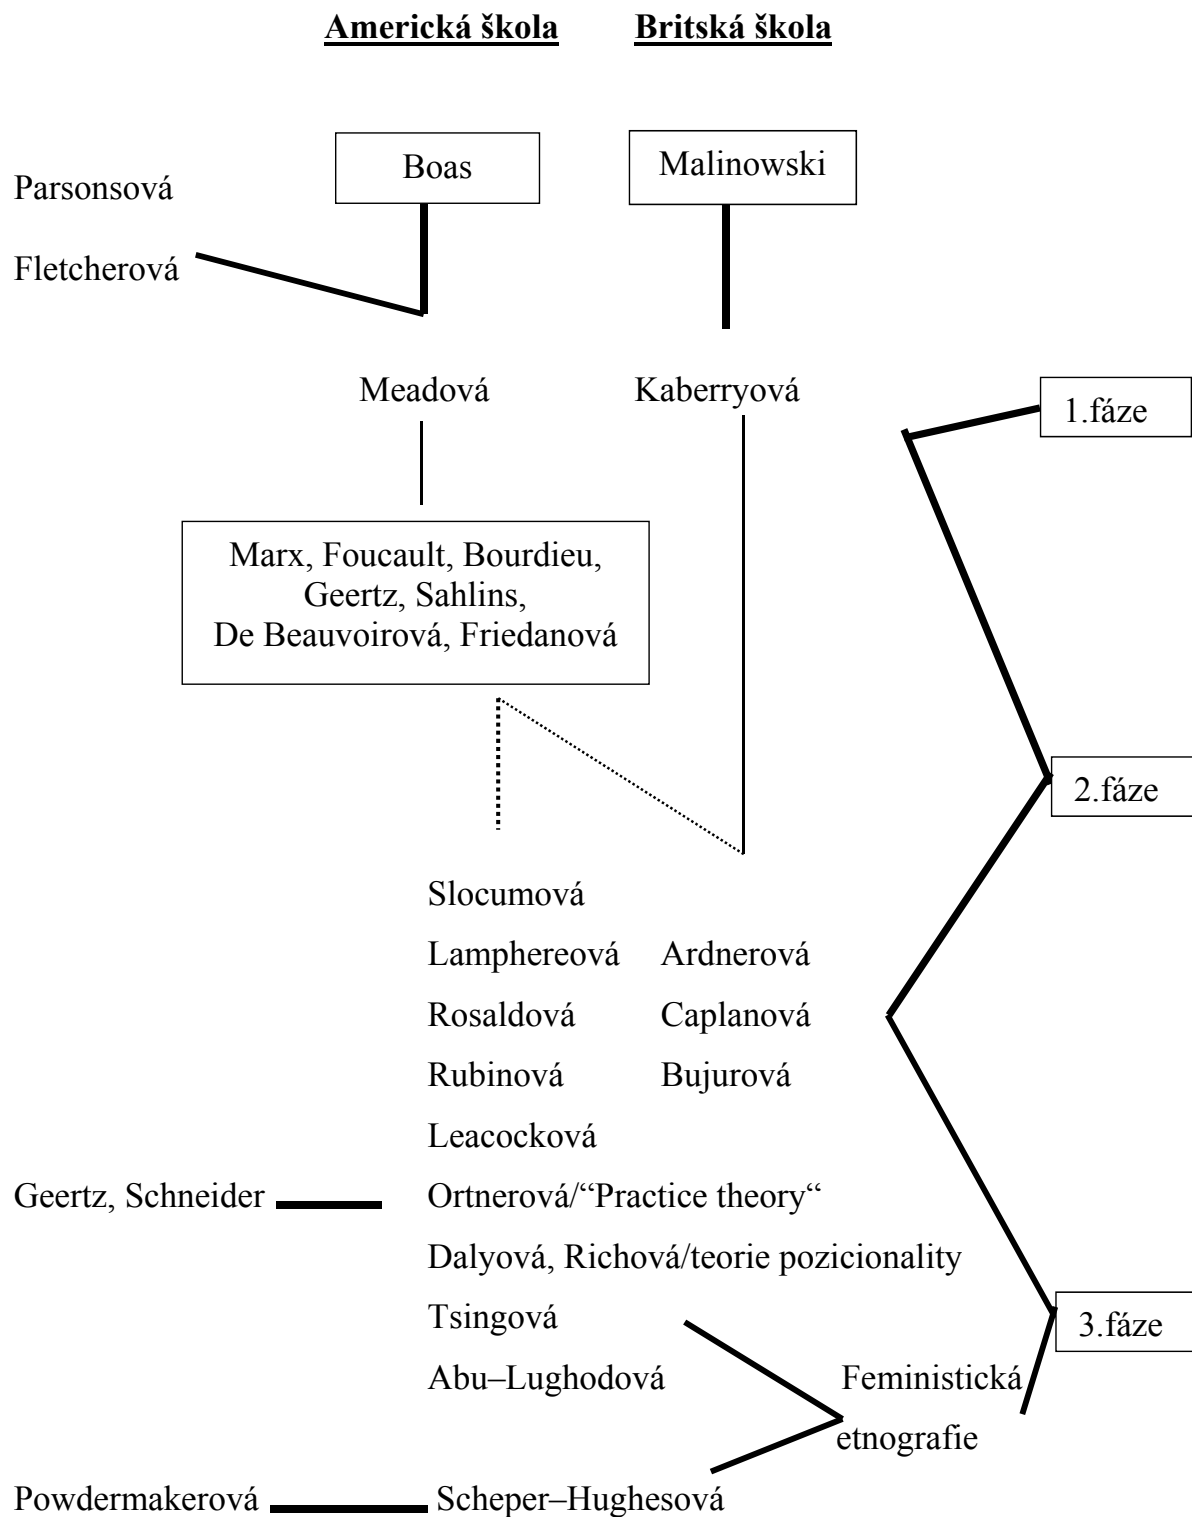 Americká škola Britská škola
Boas Malinowski
Parsonsová
Fletcherová
Meadová Kaberryová
1.fáze
Marx, Foucault, Bourdieu,
Geertz, Sahlins,
De Beauvoirová, Friedanová
2.fáze
Slocumová
Lamphereová Ardnerová
Rosaldová Caplanová
Rubinová Bujurová
Leacocková
Geertz, Schneider Ortnerová/“Practice theory“
Dalyová, Richová/teorie pozicionality
Tsingová
3.fáze
Abu–Lughodová Feministická
etnografie
Powdermakerová Scheper–Hughesová